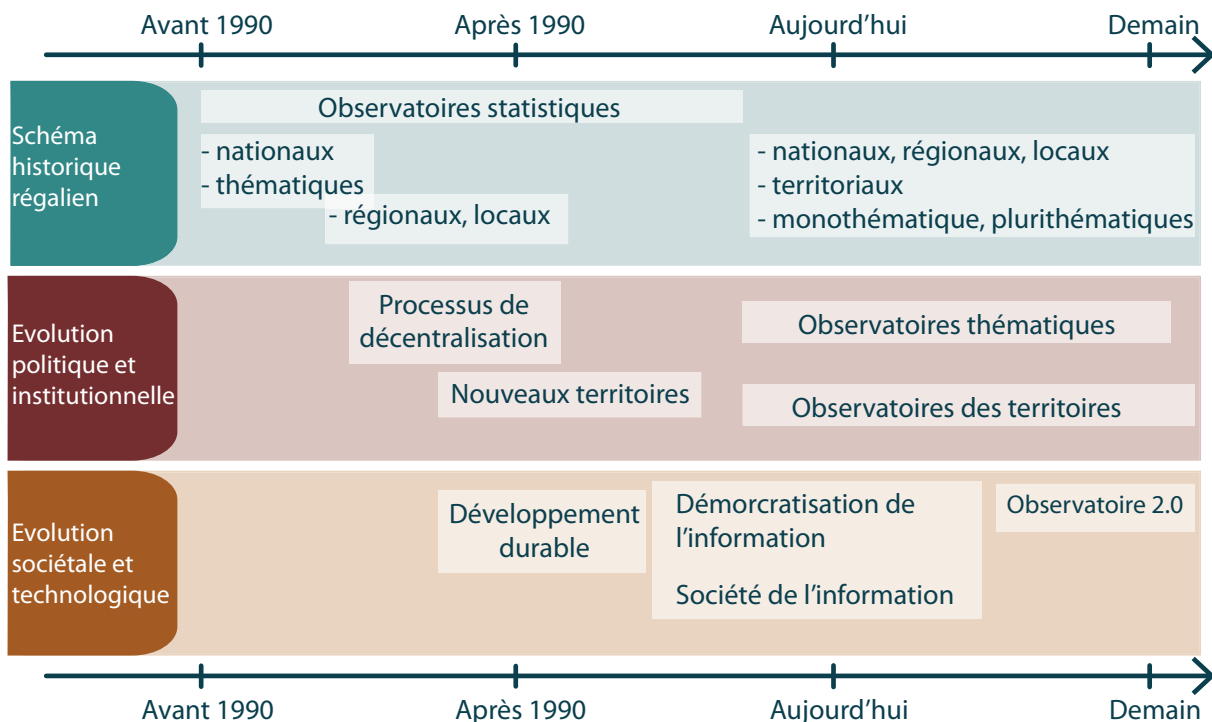 Avant 1990
Après 1990
Aujourd'hui
Demain
Schéma
historique
régalien
Observatoires statistiques
- nationaux
- thématiques
- régionaux, locaux
- nationaux, régionaux, locaux
- territoriaux
- monothématique, plurithématiques
Evolution
politique et
institutionnelle
Processus de
décentralisation
Nouveaux territoires
Observatoires thématiques
Observatoires des territoires
Evolution
sociétale et
technologique
Développement
durable
Démorcratisation de
l'information
Société de l'information
Observatoire 2.0
Avant 1990
Après 1990
Aujourd'hui
Demain